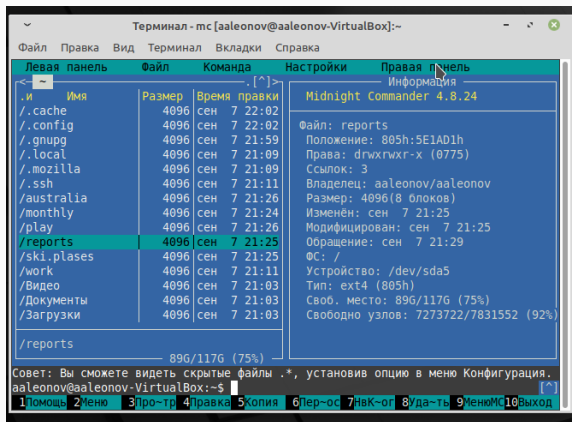 Терминал - mc [aaleonov@aaleonov-VirtualBox]:~
Файл Правка Вид Терминал Вкладки Справка
Левая панель Файл Команда Настройки Правая панель
~ .[^]> Информация
.и Имя Размер Время правки Midnight Commander 4.8.24
/.cache 4096 сен 7 22:02
/.config 4096 сен 7 22:02 Файл: reports
/.gnupg 4096 сен 7 21:59 Положение: 805h:5E1AD1h
/.local 4096 сен 7 21:09 Права: drwxrwxr-x (0775)
/.mozilla 4096 сен 7 21:09 Ссылок: 3
/.ssh 4096 сен 7 21:11 Владелец: aaleonov/aaleonov
/australia 4096 сен 7 21:26 Размер: 4096(8 блоков)
/monthly 4096 сен 7 21:24 Изменён: сен 7 21:25
/play 4096 сен 7 21:26 Модифицирован: сен 7 21:25
/reports 4096 сен 7 21:25 Обращение: сен 7 21:29
/ski.plases 4096 сен 7 21:25 ФС: /
/work 4096 сен 7 21:11 Устройство: /dev/sda5
/Видео 4096 сен 7 21:03 Тип: ext4 (805h)
/Документы 4096 сен 7 21:03 Своб. место: 89G/117G (75%)
/Загрузки 4096 сен 7 21:03 Свободно узлов: 7273722/7831552 (92%)
/reports
89G/117G (75%)
Совет: Вы сможете видеть скрытые файлы .*, установив опцию в меню Конфигурация.
aaleonov@aaleonov-VirtualBox:~$ [^]
1Помощь 2Меню 3Про~тр 4Правка 5Копия 6Пер~ос 7НвК~ог 8Уда~ть 9МенюMC 10Выход